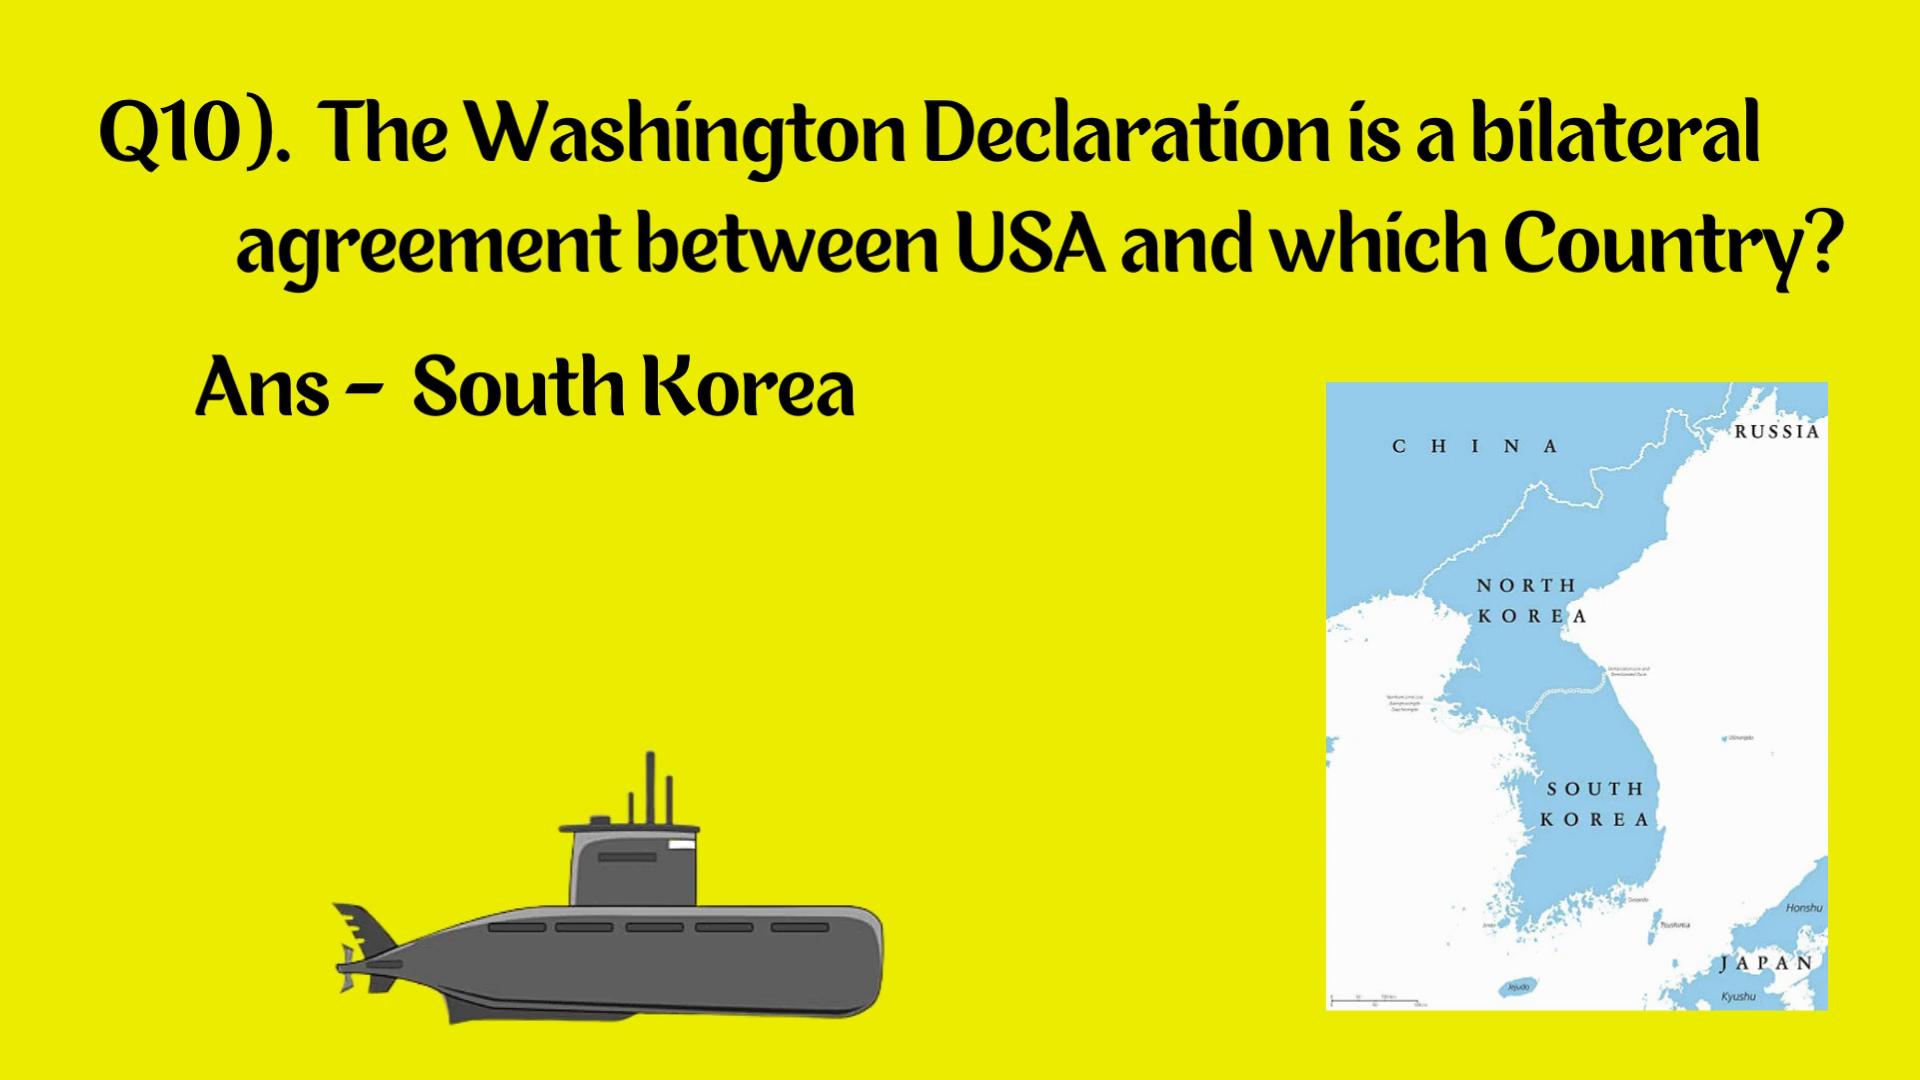 Q10). The Washington Declaration is a bilateral
agreement between USA and which Country?
Ans - South Korea
CHINA
RUSSIA
NORTH
KOREA
SOUTH
KOREA
Honshu
JAPAN
Jejudo
Kyushu